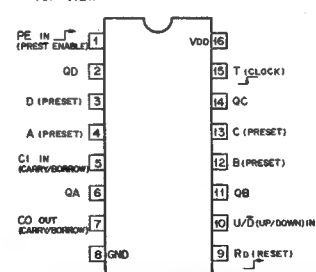 PE IN
(PREST ENABLE)
1
QD 2
D (PRESET) 3
A (PRESET) 4
CI IN
(CARRY/BORROW)
5
QA 6
CO OUT
(CARRY/BORROW)
7
8 GND
VDD 16
15 T (CLOCK)
14 QC
13 C (PRESET)
12 B (PRESET)
11 QB
10 U/D̅ (UP/DOWN) IN
9 RD (RESET)